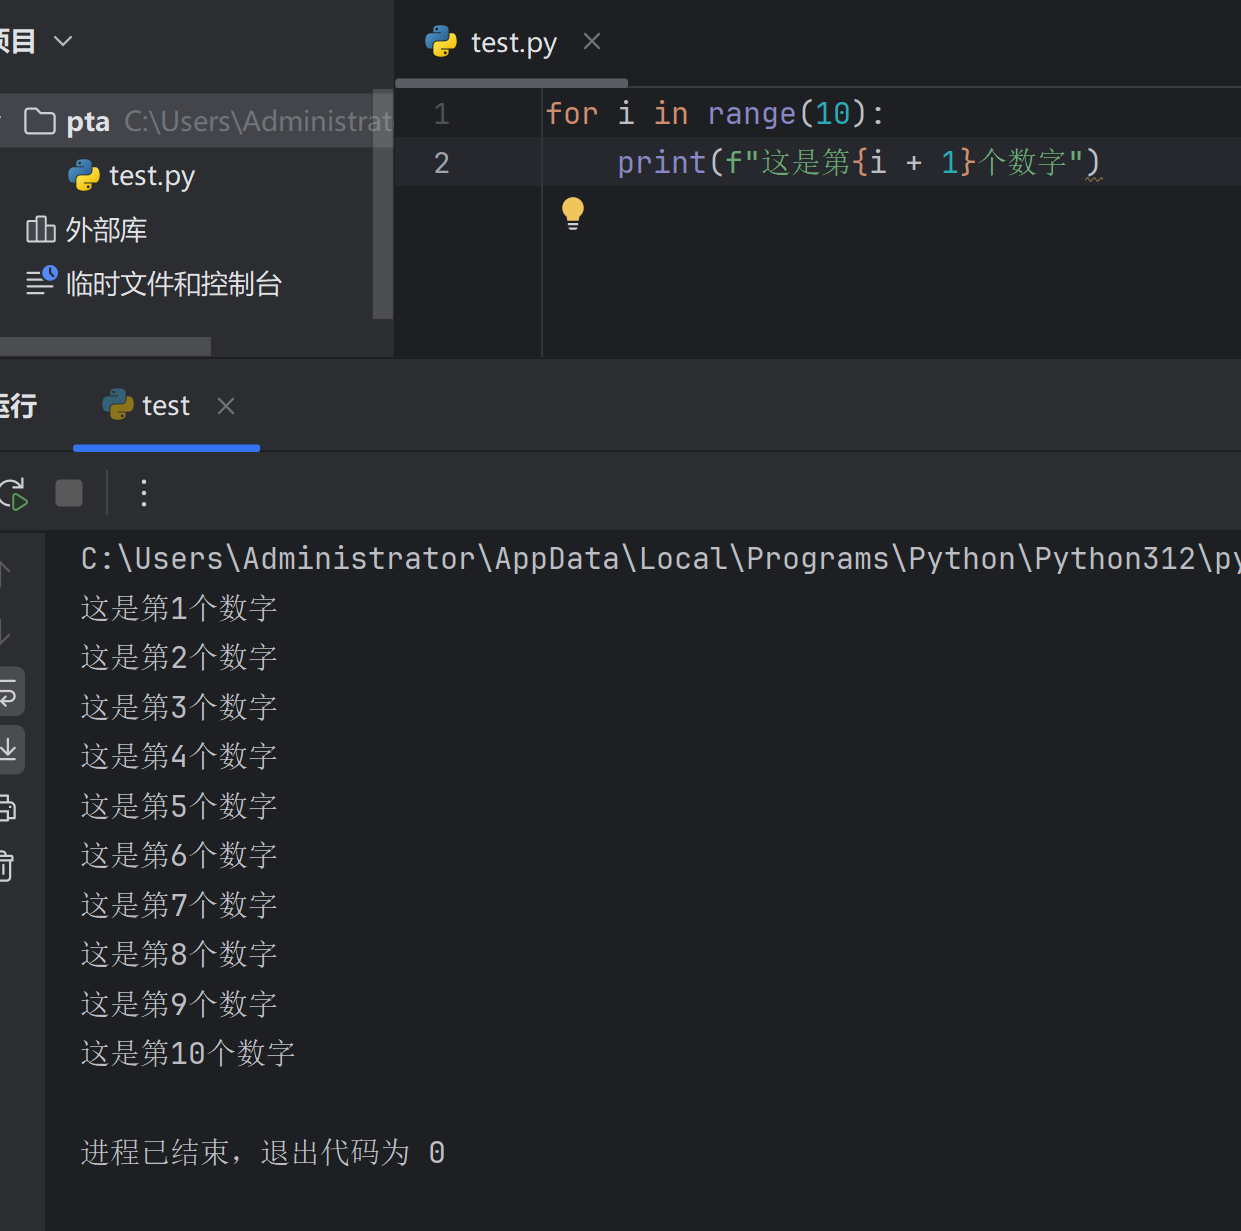 项目
test.py
pta C:\Users\Administrat
test.py
外部库
临时文件和控制台
1 for i in range(10):
2 print(f"这是第{i + 1}个数字")
运行 test
C:\Users\Administrator\AppData\Local\Programs\Python\Python312\py
这是第1个数字
这是第2个数字
这是第3个数字
这是第4个数字
这是第5个数字
这是第6个数字
这是第7个数字
这是第8个数字
这是第9个数字
这是第10个数字
进程已结束，退出代码为 0